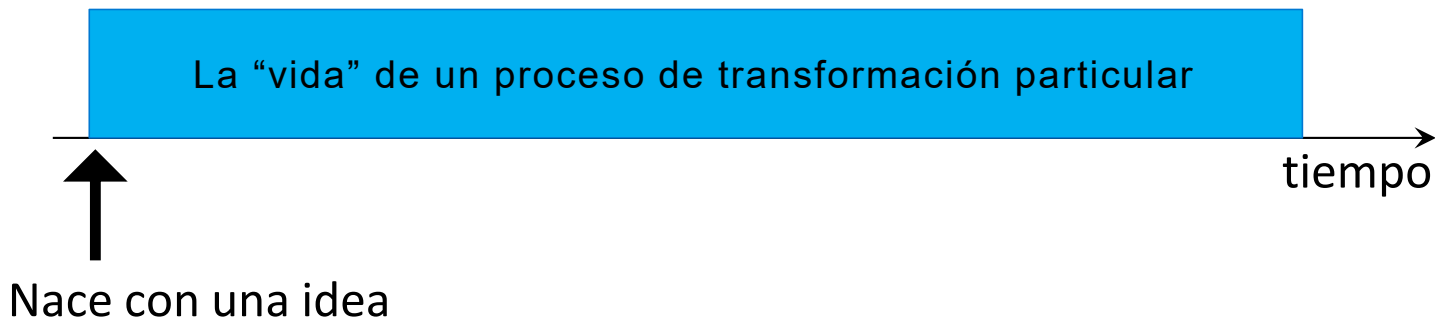 La “vida” de un proceso de transformación particular
tiempo
Nace con una idea